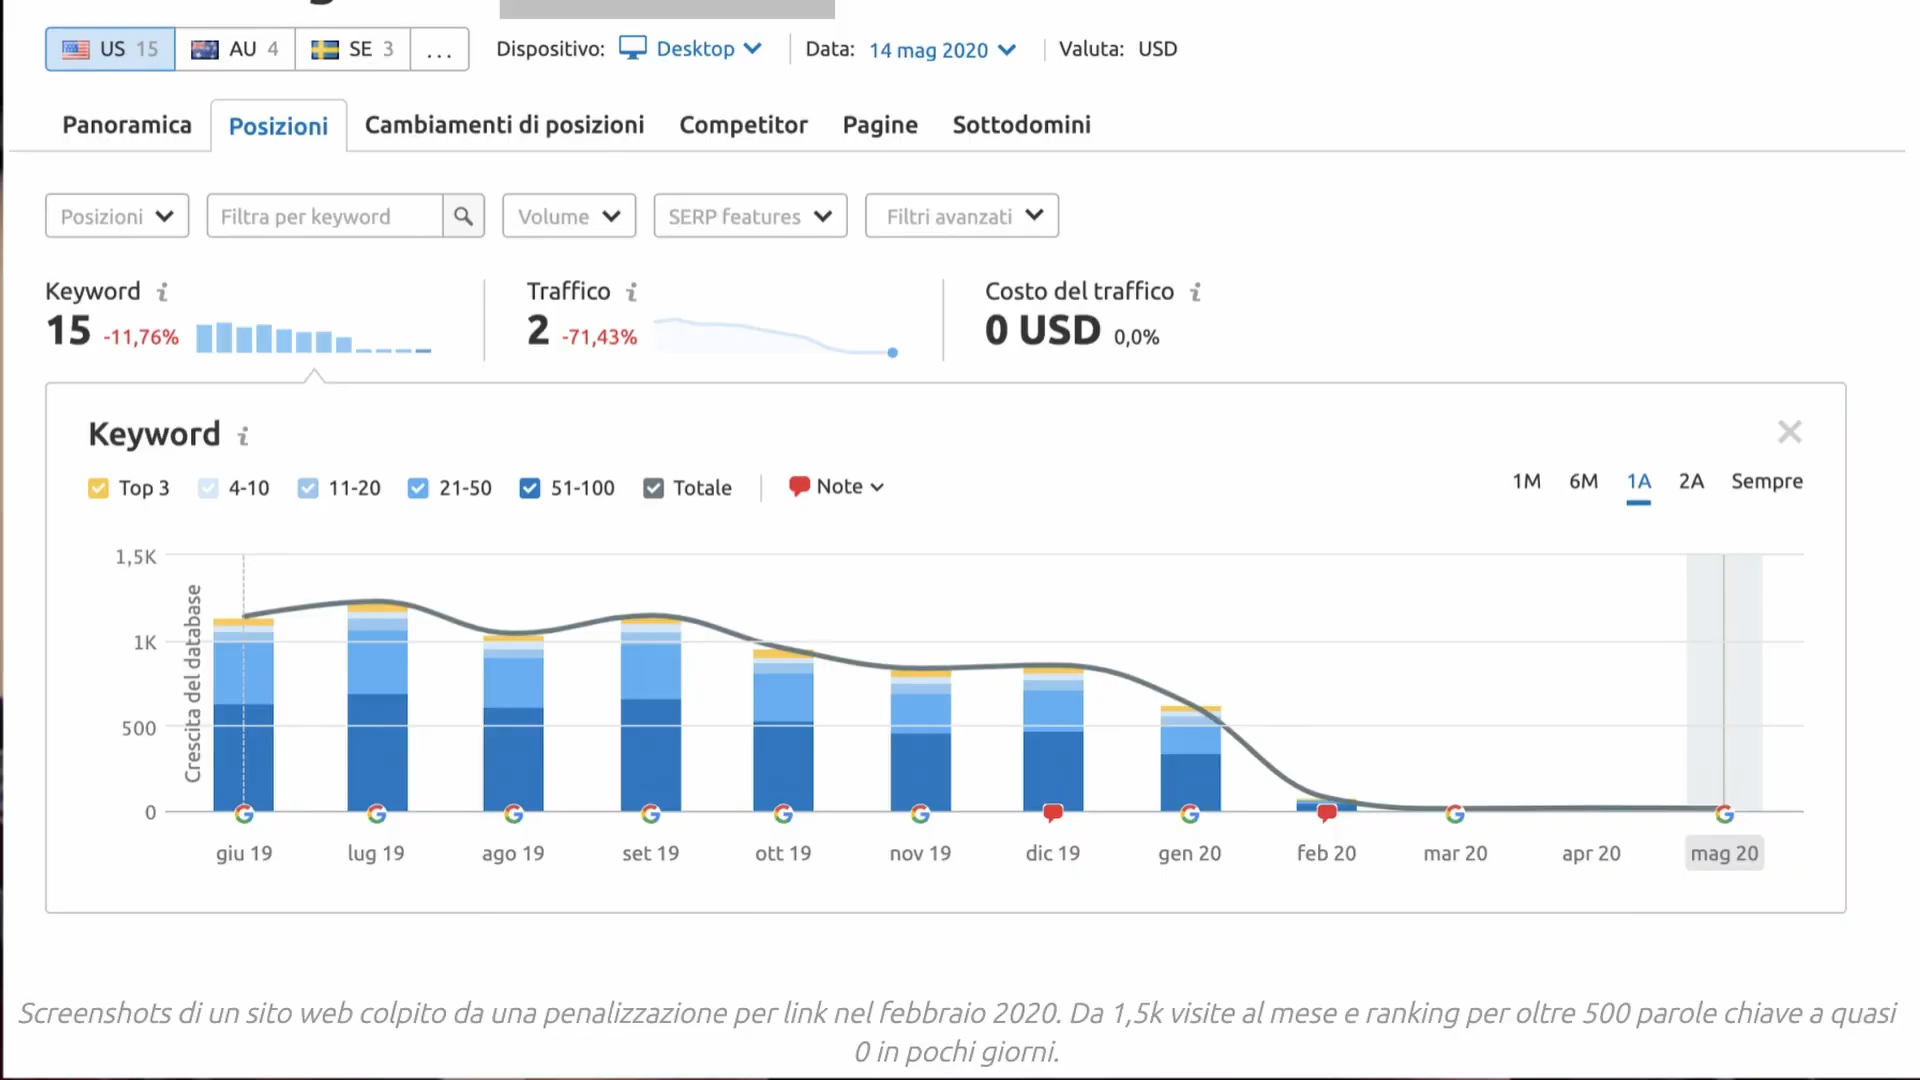 US 15 AU 4 SE 3 ... Dispositivo: Desktop Data: 14 mag 2020 Valuta: USD
Panoramica Posizioni Cambiamenti di posizioni Competitor Pagine Sottodomini
Posizioni Filtra per keyword Volume SERP features Filtri avanzati
Keyword i Traffico i Costo del traffico i
15 -11,76% 2 -71,43% 0 USD 0,0%
Keyword i
Top 3 4-10 11-20 21-50 51-100 Totale Note 1M 6M 1A 2A Sempre
1,5K
1K
500
0
Crescita del database
giu 19 lug 19 ago 19 set 19 ott 19 nov 19 dic 19 gen 20 feb 20 mar 20 apr 20 mag 20
Screenshots di un sito web colpito da una penalizzazione per link nel febbraio 2020. Da 1,5k visite al mese e ranking per oltre 500 parole chiave a quasi
0 in pochi giorni.